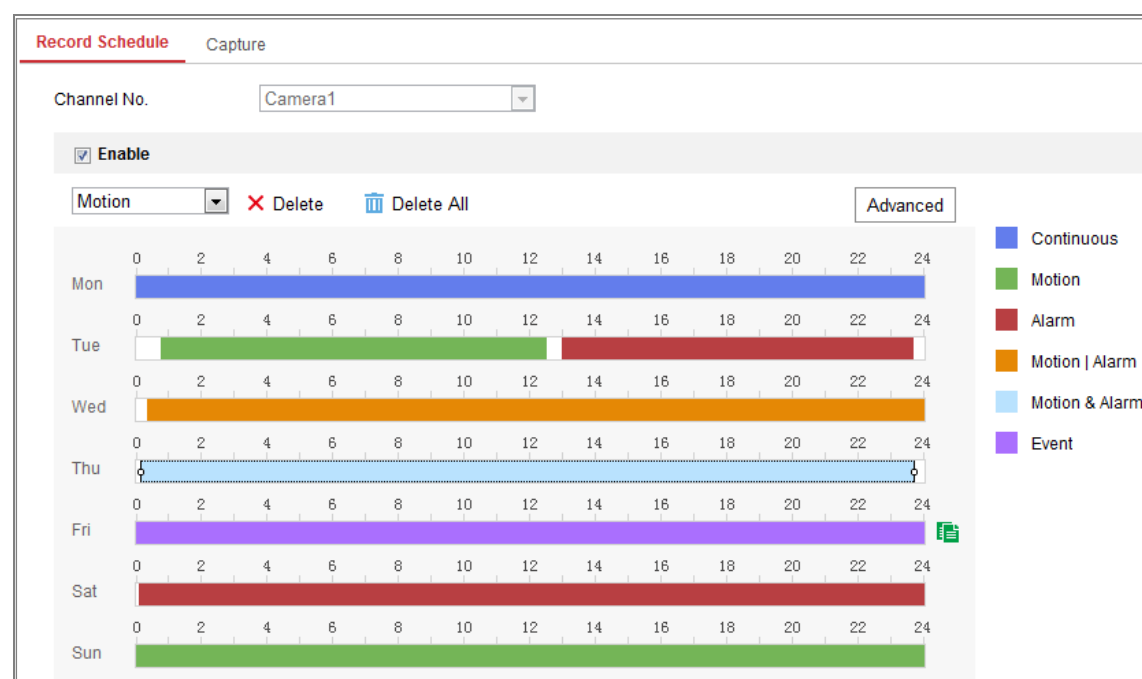 Record Schedule Capture
Channel No. Camera1
Enable
Motion Delete Delete All Advanced
Continuous
Motion
Alarm
Motion | Alarm
Motion & Alarm
Event
0 2 4 6 8 10 12 14 16 18 20 22 24
Mon
0 2 4 6 8 10 12 14 16 18 20 22 24
Tue
0 2 4 6 8 10 12 14 16 18 20 22 24
Wed
0 2 4 6 8 10 12 14 16 18 20 22 24
Thu
0 2 4 6 8 10 12 14 16 18 20 22 24
Fri
0 2 4 6 8 10 12 14 16 18 20 22 24
Sat
0 2 4 6 8 10 12 14 16 18 20 22 24
Sun